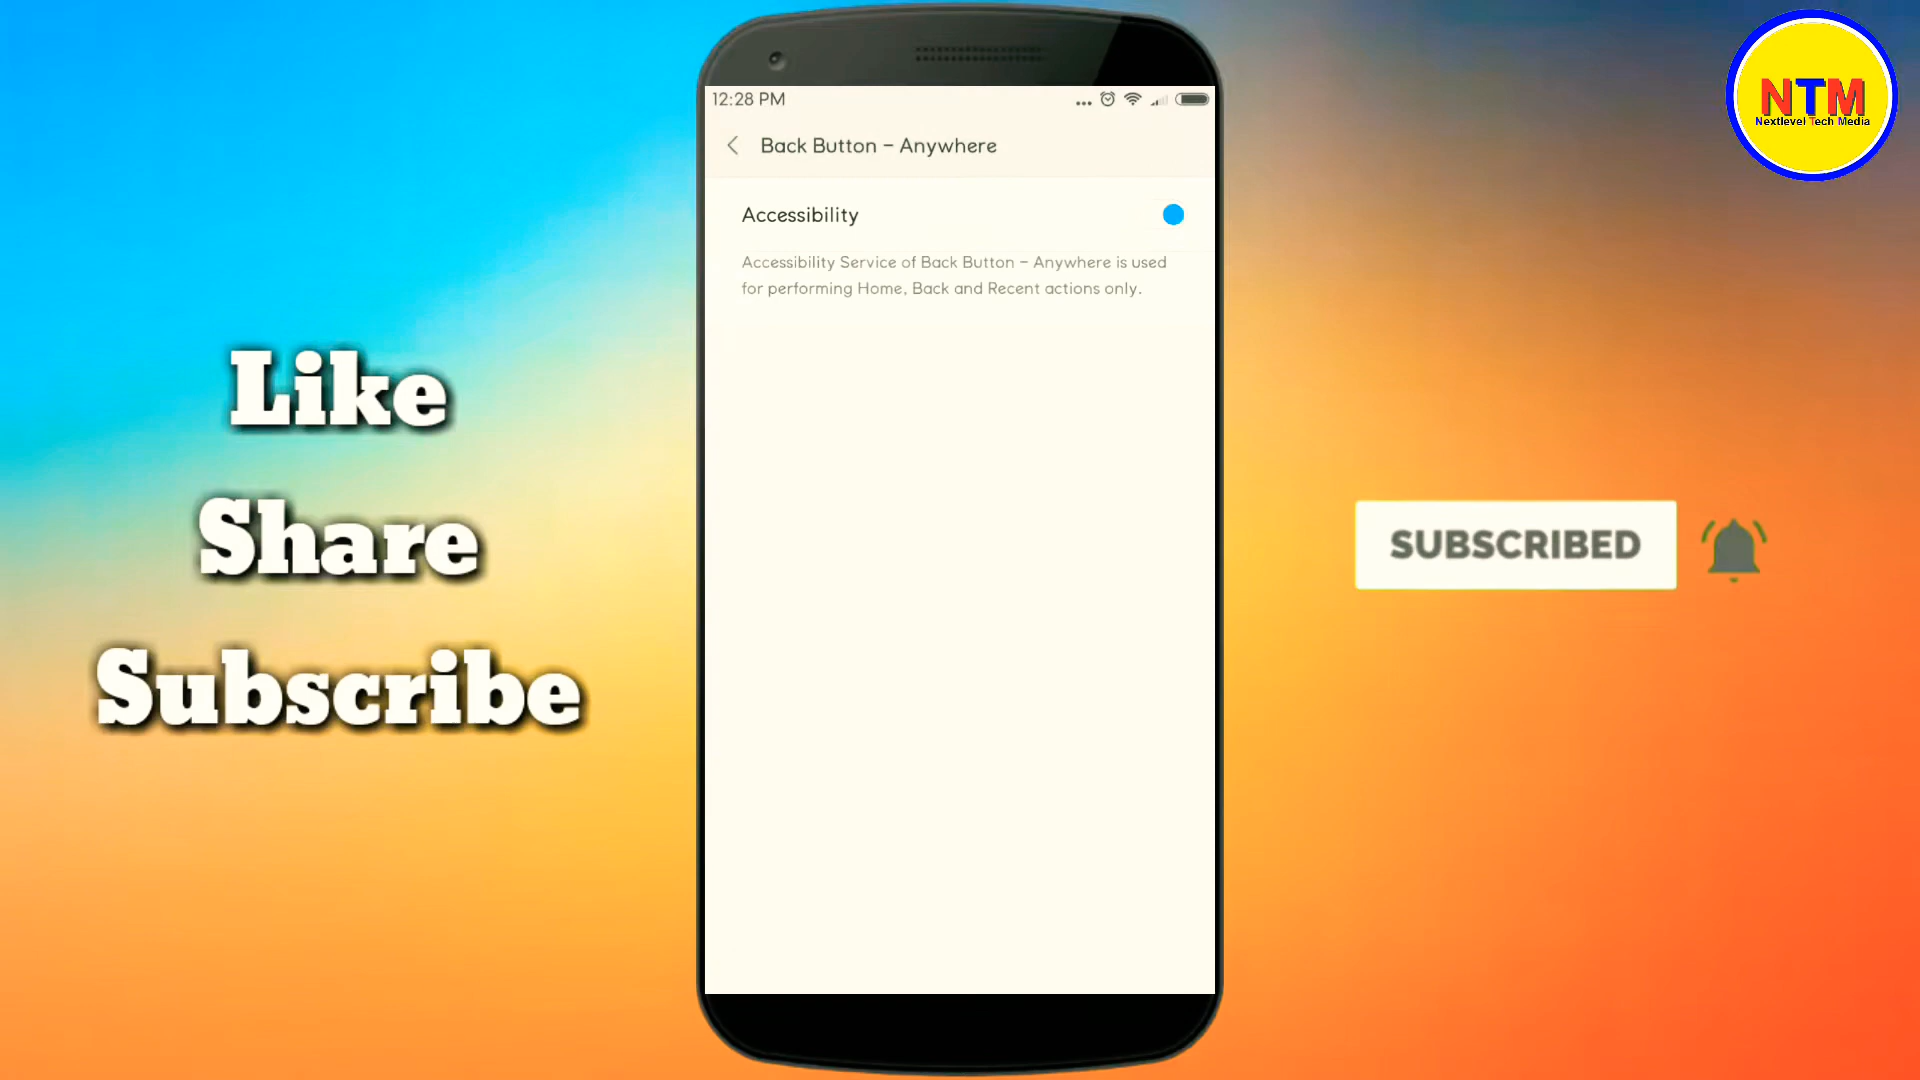 NTM
Nextlevel Tech Media
12:28 PM
Back Button - Anywhere
Accessibility
Accessibility Service of Back Button - Anywhere is used
for performing Home, Back and Recent actions only.
Like
Share
Subscribe
SUBSCRIBED